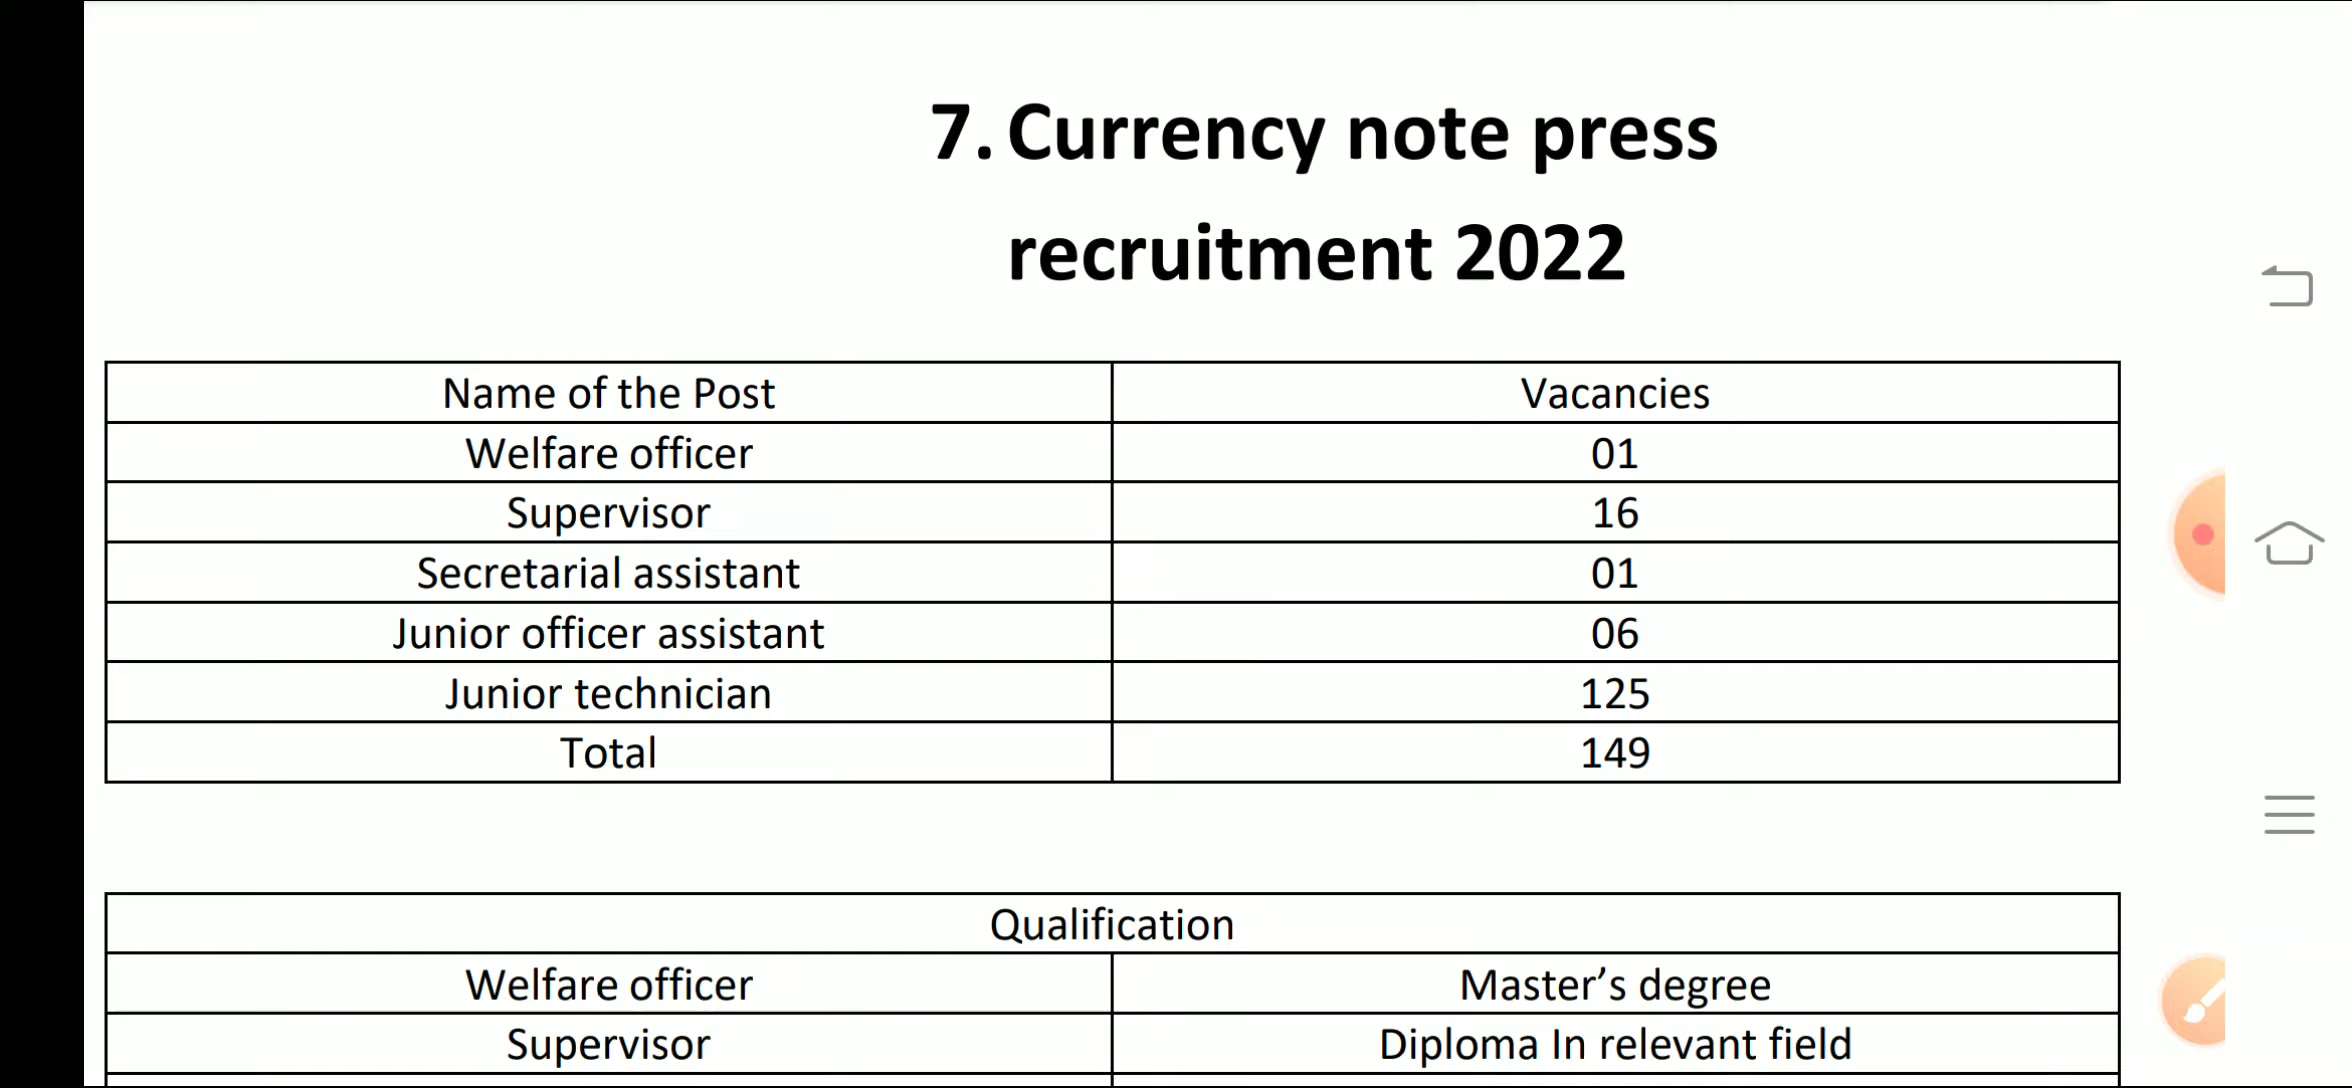 7. Currency note press
recruitment 2022
Name of the Post Vacancies
Welfare officer 01
Supervisor 16
Secretarial assistant 01
Junior officer assistant 06
Junior technician 125
Total 149
Qualification
Welfare officer Master’s degree
Supervisor Diploma In relevant field